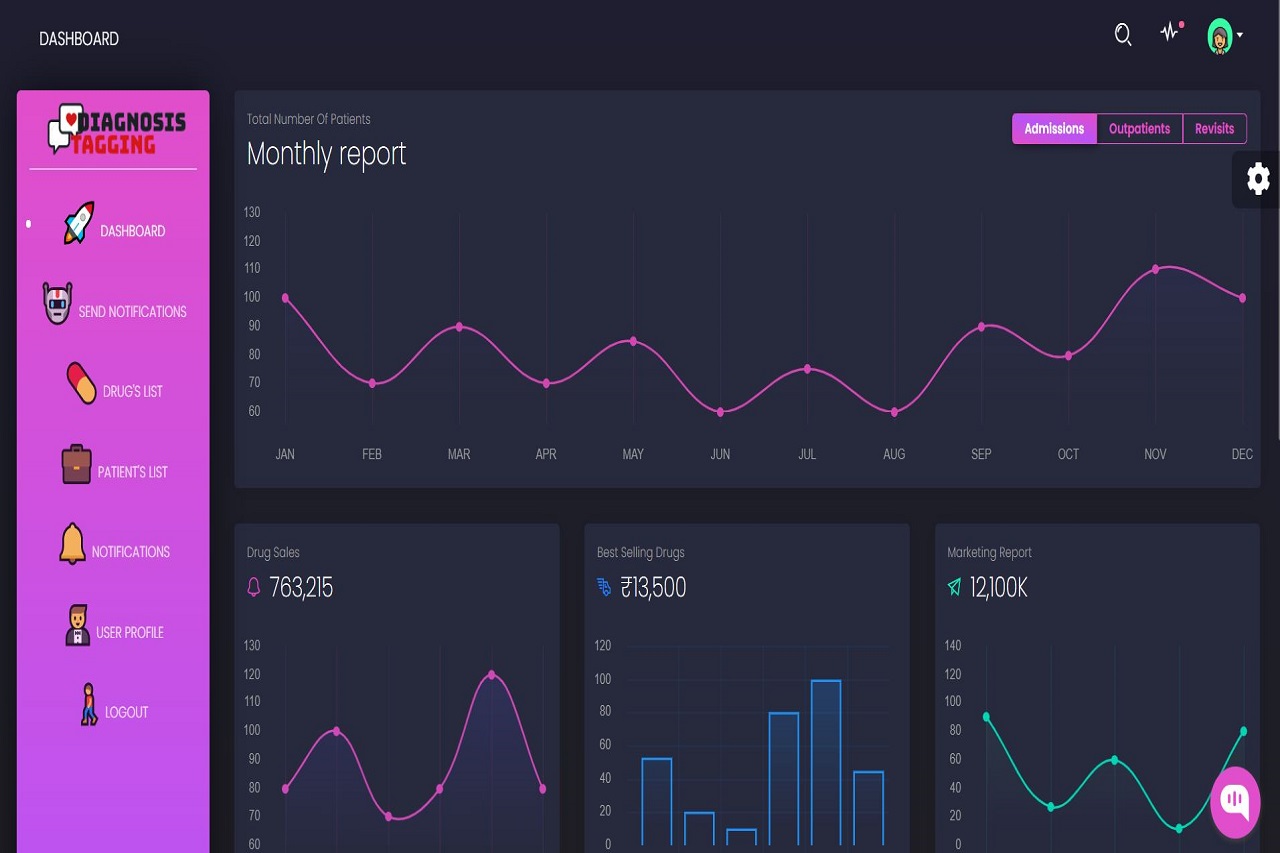 DASHBOARD
DIAGNOSIS
TAGGING
DASHBOARD
SEND NOTIFICATIONS
DRUG'S LIST
PATIENT'S LIST
NOTIFICATIONS
USER PROFILE
LOGOUT
Total Number Of Patients
Monthly report
Admissions Outpatients Revisits
130
120
110
100
90
80
70
60
JAN FEB MAR APR MAY JUN JUL AUG SEP OCT NOV DEC
Drug Sales
763,215
130
120
110
100
90
80
70
60
Best Selling Drugs
₹13,500
120
100
80
60
40
20
0
Marketing Report
12,100K
140
120
100
80
60
40
20
0